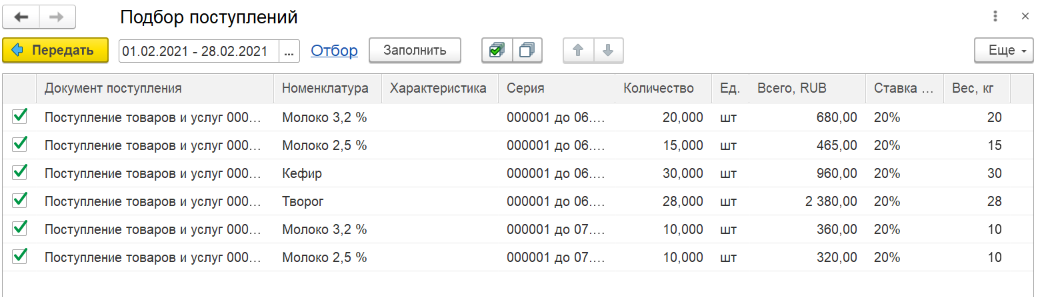 Подбор поступлений
Передать 01.02.2021 - 28.02.2021 ... Отбор Заполнить Еще
Документ поступления Номенклатура Характеристика Серия Количество Ед. Всего, RUB Ставка ... Вес, кг
Поступление товаров и услуг 000... Молоко 3,2 % 000001 до 06.... 20,000 шт 680,00 20% 20
Поступление товаров и услуг 000... Молоко 2,5 % 000001 до 06.... 15,000 шт 465,00 20% 15
Поступление товаров и услуг 000... Кефир 000001 до 06.... 30,000 шт 960,00 20% 30
Поступление товаров и услуг 000... Творог 000001 до 06.... 28,000 шт 2 380,00 20% 28
Поступление товаров и услуг 000... Молоко 3,2 % 000001 до 07.... 10,000 шт 360,00 20% 10
Поступление товаров и услуг 000... Молоко 2,5 % 000001 до 07.... 10,000 шт 320,00 20% 10